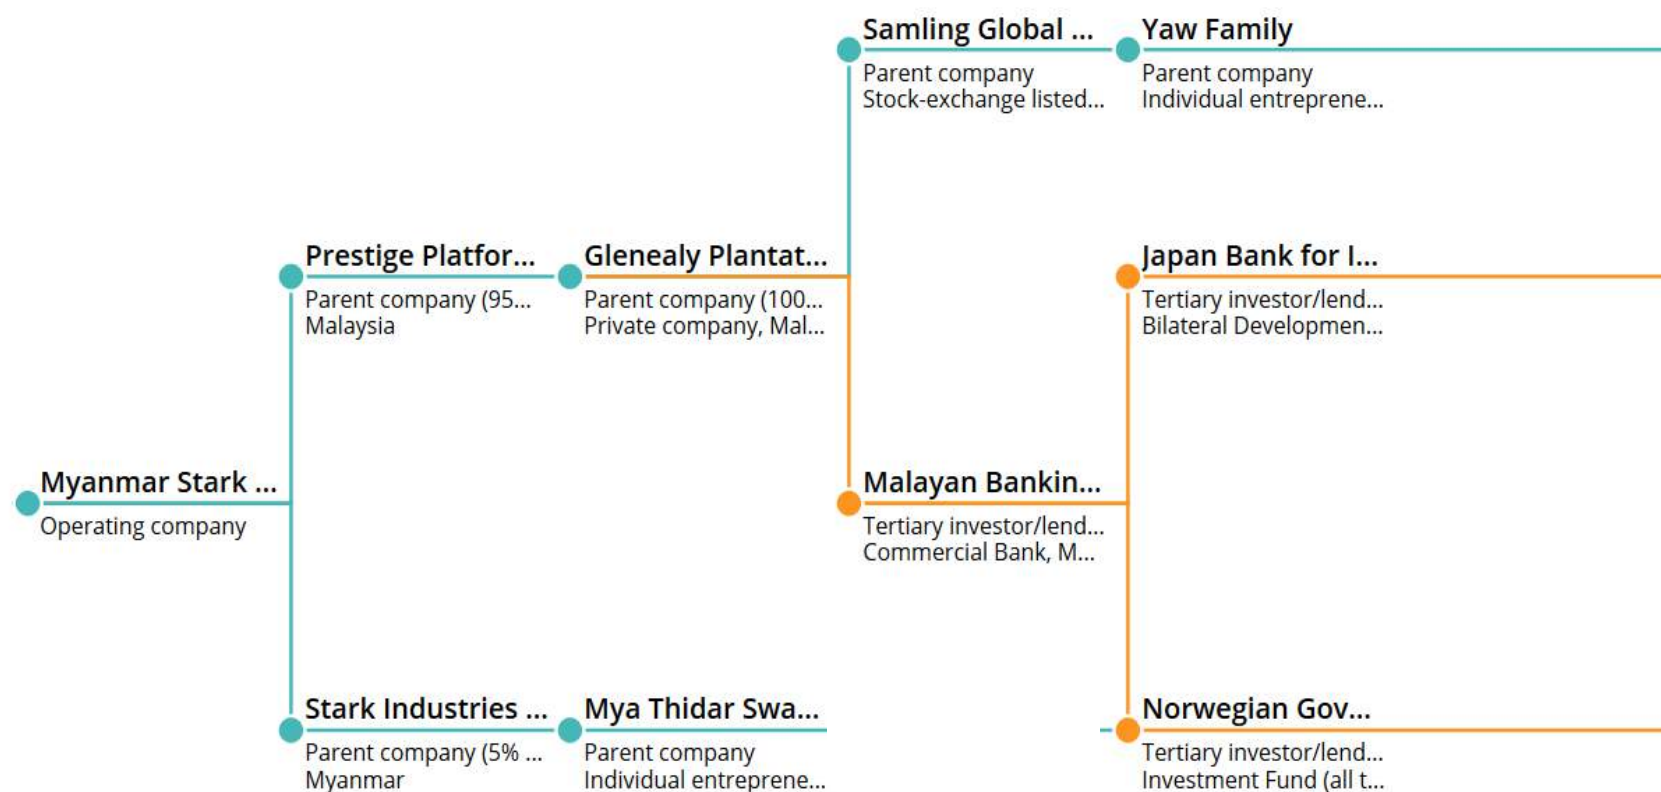 Samling Global ...
Parent company
Stock-exchange listed...
Yaw Family
Parent company
Individual entreprene...
Prestige Platfor...
Parent company (95...
Malaysia
Glenealy Plantat...
Parent company (100...
Private company, Mal...
Japan Bank for I...
Tertiary investor/lend...
Bilateral Developmen...
Myanmar Stark ...
Operating company
Malayan Bankin...
Tertiary investor/lend...
Commercial Bank, M...
Stark Industries ...
Parent company (5% ...
Myanmar
Mya Thidar Swa...
Parent company
Individual entreprene...
Norwegian Gov...
Tertiary investor/lend...
Investment Fund (all t...